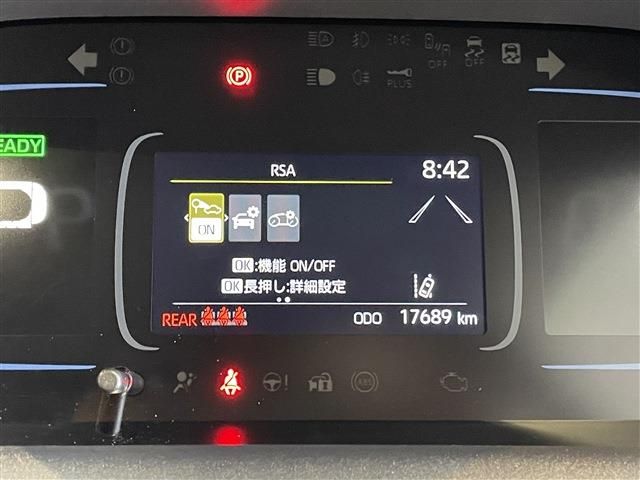 OFF OFF
PLUS
READY
RSA
8:42
ON
OK:機能 ON/OFF
OK長押し:詳細設定
REAR
ODO 17689 km